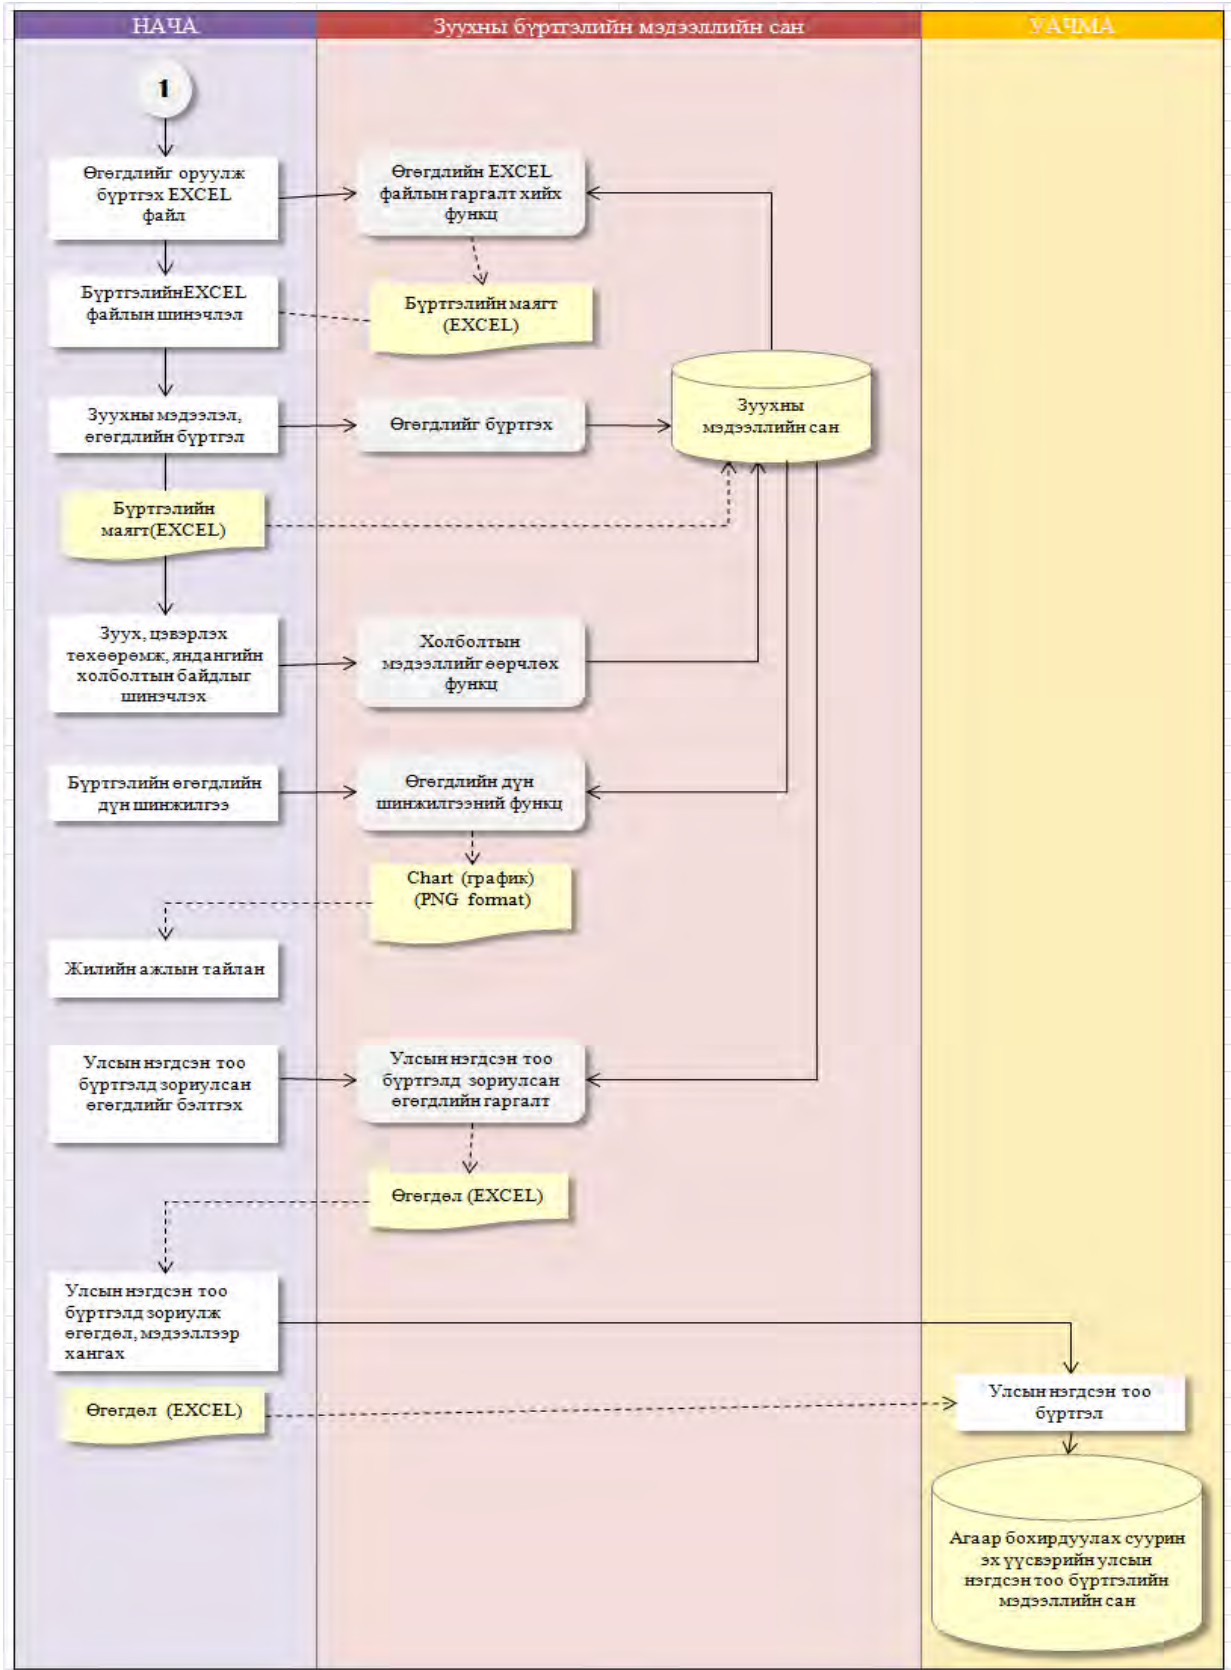 НАЧА
Зуухны бүртгэлийн мэдээллийн сан
УАЧМА
1
Өгөгдлийг оруулж
бүртгэх EXCEL
файл
Өгөгдлийн EXCEL
файлын гаргалт хийх
функц
БүртгэлийнEXCEL
файлын шинэчлэл
Бүртгэлийн маягт
(EXCEL)
Зуухны мэдээлэл,
өгөгдлийн бүртгэл
Өгөгдлийг бүртгэх
Зуухны
мэдээллийн сан
Бүртгэлийн
маягт(EXCEL)
Зуух, цэвэрлэх
төхөөрөмж, яндангийн
холболтын байдлыг
шинэчлэх
Холболтын
мэдээллийг өөрчлөх
функц
Бүртгэлийн өгөгдлийн
дүн шинжилгээ
Өгөгдлийн дүн
шинжилгээний функц
Chart (график)
(PNG format)
Жилийн ажлын тайлан
Улсын нэгдсэн тоо
бүртгэлд зориулсан
өгөгдлийг бэлтгэх
Улсын нэгдсэн тоо
бүртгэлд зориулсан
өгөгдлийн гаргалт
Өгөгдөл (EXCEL)
Улсын нэгдсэн тоо
бүртгэлд зориулж
өгөгдөл, мэдээллээр
хангах
Өгөгдөл (EXCEL)
Улсын нэгдсэн тоо
бүртгэл
Агаар бохирдуулах суурин
эх үүсвэрийн улсын
нэгдсэн тоо бүртгэлийн
мэдээллийн сан